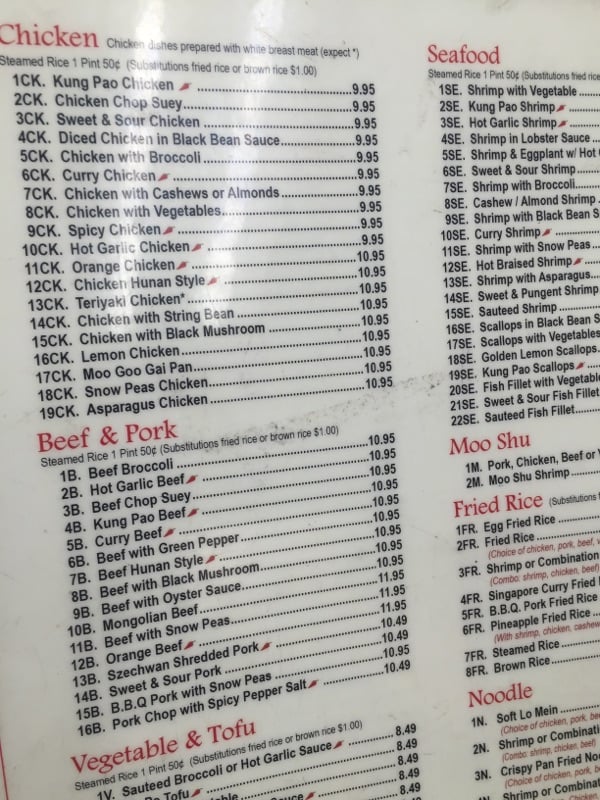 Chicken Chicken dishes prepared with white breast meat (expect *)
Steamed Rice 1 Pint 50¢ (Substitutions fried rice or brown rice $1.00)
1CK. Kung Pao Chicken 9.95
2CK. Chicken Chop Suey 9.95
3CK. Sweet & Sour Chicken 9.95
4CK. Diced Chicken in Black Bean Sauce 9.95
5CK. Chicken with Broccoli 9.95
6CK. Curry Chicken 9.95
7CK. Chicken with Cashews or Almonds 9.95
8CK. Chicken with Vegetables 9.95
9CK. Spicy Chicken 9.95
10CK. Hot Garlic Chicken 9.95
11CK. Orange Chicken 10.95
12CK. Chicken Hunan Style 10.95
13CK. Teriyaki Chicken* 10.95
14CK. Chicken with String Bean 10.95
15CK. Chicken with Black Mushroom 10.95
16CK. Lemon Chicken 10.95
17CK. Moo Goo Gai Pan 10.95
18CK. Snow Peas Chicken 10.95
19CK. Asparagus Chicken 10.95
Beef & Pork
Steamed Rice 1 Pint 50¢ (Substitutions fried rice or brown rice $1.00)
1B. Beef Broccoli 10.95
2B. Hot Garlic Beef 10.95
3B. Beef Chop Suey 10.95
4B. Kung Pao Beef 10.95
5B. Curry Beef 10.95
6B. Beef with Green Pepper 10.95
7B. Beef Hunan Style 10.95
8B. Beef with Black Mushroom 10.95
9B. Beef with Oyster Sauce 10.95
10B. Mongolian Beef 11.95
11B. Beef with Snow Peas 11.95
12B. Orange Beef 11.95
13B. Szechwan Shredded Pork 10.49
14B. Sweet & Sour Pork 10.49
15B. B.B.Q Pork with Snow Peas 10.95
16B. Pork Chop with Spicy Pepper Salt 10.49
Vegetable & Tofu
Steamed Rice 1 Pint 50¢ (Substitutions fried rice or brown rice $1.00)
1V. Sauteed Broccoli or Hot Garlic Sauce 8.49
Tofu 8.49
8.49
Sauce 8.49
8.49
Seafood
Steamed Rice 1 Pint 50¢ (Substitutions fried rice
1SE. Shrimp with Vegetable
2SE. Kung Pao Shrimp
3SE. Hot Garlic Shrimp
4SE. Shrimp in Lobster Sauce
5SE. Shrimp & Eggplant w/ Hot
6SE. Sweet & Sour Shrimp
7SE. Shrimp with Broccoli
8SE. Cashew / Almond Shrimp
9SE. Shrimp with Black Bean S
10SE. Curry Shrimp
11SE. Shrimp with Snow Peas
12SE. Hot Braised Shrimp
13SE. Shrimp with Asparagus
14SE. Sweet & Pungent Shrimp
15SE. Sauteed Shrimp
16SE. Scallops in Black Bean S
17SE. Scallops with Vegetables
18SE. Golden Lemon Scallops
19SE. Kung Pao Scallops
20SE. Fish Fillet with Vegetable
21SE. Sweet & Sour Fish Fillet
22SE. Sauteed Fish Fillet
Moo Shu
1M. Pork, Chicken, Beef or
2M. Moo Shu Shrimp
Fried Rice (Substitutions
1FR. Egg Fried Rice
2FR. Fried Rice
(Choice of chicken, pork, beef,
3FR. Shrimp or Combination
(Combo: shrimp, chicken, beef)
4FR. Singapore Curry Fried
5FR. B.B.Q. Pork Fried Rice
6FR. Pineapple Fried Rice
(With shrimp, chicken, cashew
7FR. Steamed Rice
8FR. Brown Rice
Noodle
1N. Soft Lo Mein
(Choice of chicken, pork, be
2N. Shrimp or Combinati
(Combo: shrimp, chicken, beef)
3N. Crispy Pan Fried No
(Choice of chicken, pork, b
Shrimp or Combina